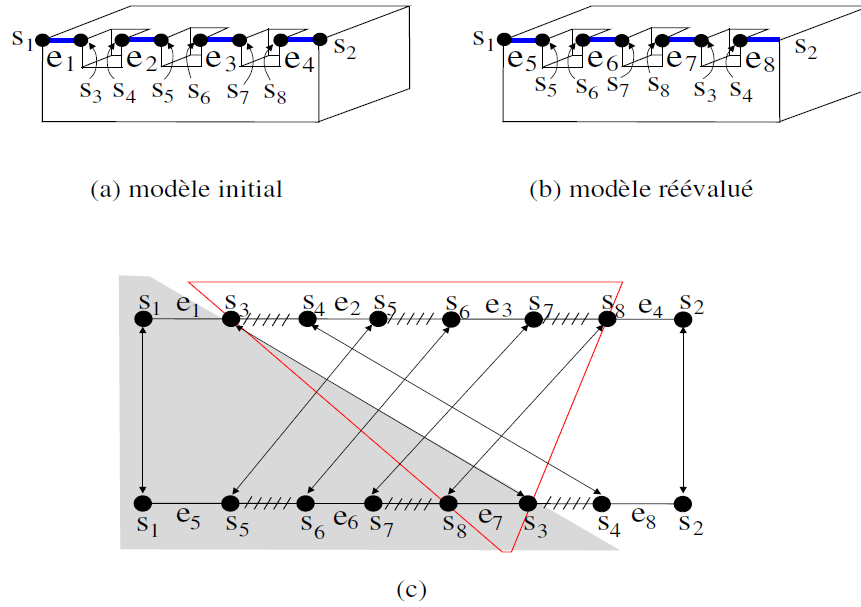 s1 e1 e2 e3 e4 s2
s3 s4 s5 s6 s7 s8
(a) modèle initial
s1 e5 e6 e7 e8 s2
s5 s6 s7 s8 s3 s4
(b) modèle réévalué
s1 e1 s3 s4 e2 s5 s6 e3 s7 s8 e4 s2
s1 e5 s5 s6 e6 s7 s8 e7 s3 s4 e8 s2
(c)